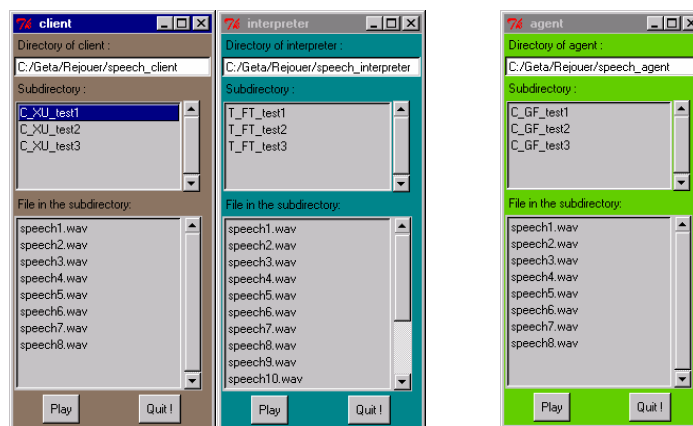 client
Directory of client :
C:/Geta/Rejouer/speech_client
Subdirectory :
C_XU_test1
C_XU_test2
C_XU_test3
File in the subdirectory:
speech1.wav
speech2.wav
speech3.wav
speech4.wav
speech5.wav
speech6.wav
speech7.wav
speech8.wav
Play
Quit !
interpreter
Directory of interpreter :
C:/Geta/Rejouer/speech_interpreter
Subdirectory :
T_FT_test1
T_FT_test2
T_FT_test3
File in the subdirectory:
speech1.wav
speech2.wav
speech3.wav
speech4.wav
speech5.wav
speech6.wav
speech7.wav
speech8.wav
speech9.wav
speech10.wav
Play
Quit !
agent
Directory of agent :
C:/Geta/Rejouer/speech_agent
Subdirectory :
C_GF_test1
C_GF_test2
C_GF_test3
File in the subdirectory:
speech1.wav
speech2.wav
speech3.wav
speech4.wav
speech5.wav
speech6.wav
speech7.wav
speech8.wav
Play
Quit !